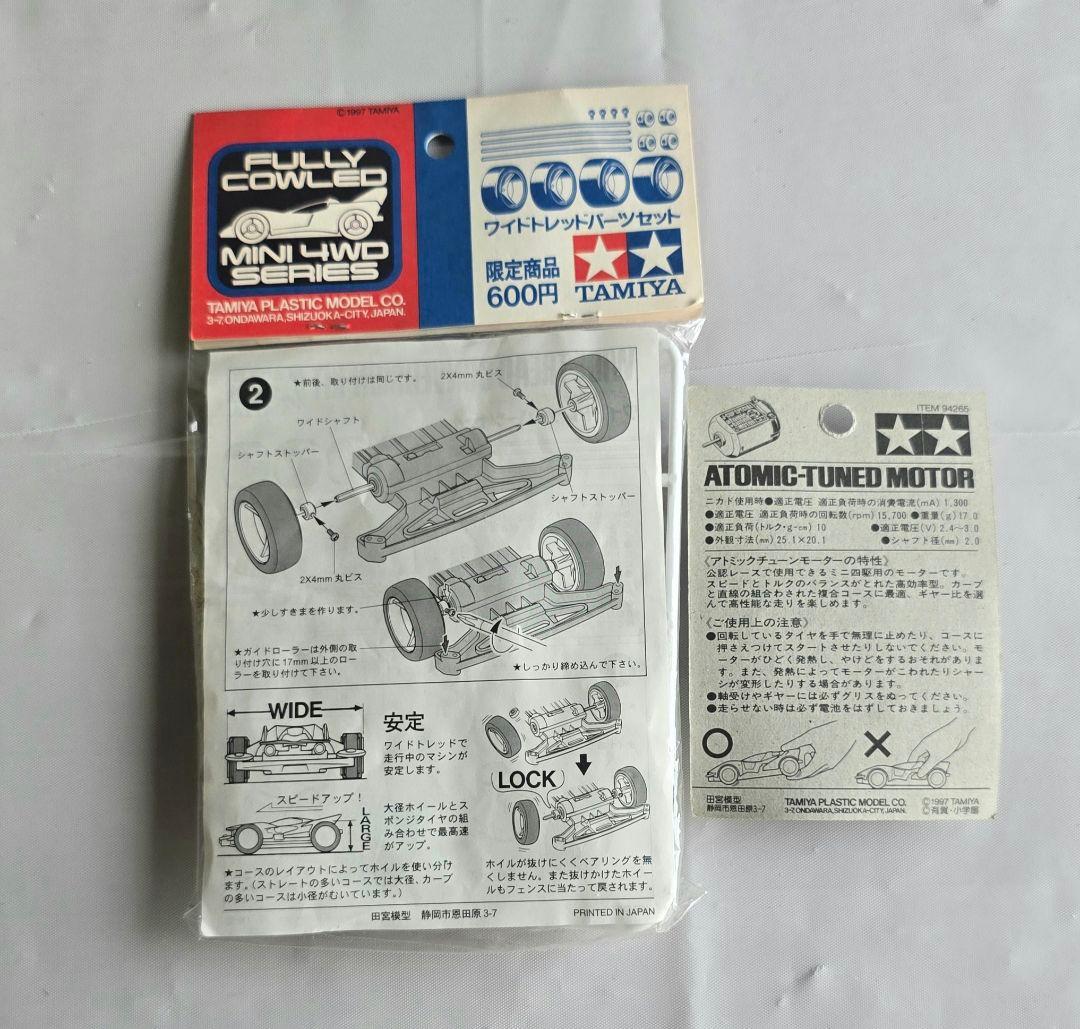 ©1997 TAMIYA
FULLY
COWLED
MINI 4WD
SERIES
TAMIYA PLASTIC MODEL CO.
3-7, ONDAWARA, SHIZUOKA-CITY, JAPAN.
ワイドトレッドパーツセット
限定商品
600円
TAMIYA
2
★前後、取り付けは同じです。
2X4mm 丸ビス
ワイドシャフト
シャフトストッパー
シャフトストッパー
2X4mm 丸ビス
★少しすきまを作ります。
★ガイドローラーは外側の取
り付け穴に17mm以上のロー
ラーを取り付けて下さい。
★しっかり締め込んで下さい。
WIDE
安定
ワイドトレッドで
走行中のマシンが
安定します。
スピードアップ!
LARGE
大径ホイールとス
ポンジタイヤの組
み合わせで最高速
がアップ。
★コースのレイアウトによってホイルを使い分け
ます。(ストレートの多いコースでは大径、カーブ
の多いコースは小径がむいています。)
LOCK
ホイルが抜けにくくベアリングを無
くしません。また抜けかけたホイー
ルもフェンスに当たって戻されます。
田宮模型 静岡市恩田原3-7
PRINTED IN JAPAN
ITEM 94265
ATOMIC-TUNED MOTOR
ニカド使用時●適正電圧 適正負荷時の消費電流(mA) 1,300
●適正電圧 適正負荷時の回転数(rpm) 15,700 ●重量(g) 17.0
●適正負荷(トルク・g-cm) 10 ●適正電圧(V) 2.4〜3.0
●外観寸法(mm) 25.1×20.1 ●シャフト径(mm) 2.0
《アトミックチューンモーターの特性》
公認レースで使用できるミニ四駆用のモーターです。
スピードとトルクのバランスがとれた高効率型。カーブ
と直線の組合わされた複合コースに最適、ギヤー比を選
んで高性能な走りを楽しめます。
《ご使用上の注意》
●回転しているタイヤを手で無理に止めたり、コースに
押さえつけてスタートさせたりしないでください。モ
ーターがひどく発熱し、やけどをするおそれがありま
す。また、発熱によってモーターがこわれたりシャー
シが変形したりする場合があります。
●軸受けやギヤーには必ずグリスをぬってください。
●走らせない時は必ず電池をはずしておきましょう。
田宮模型
静岡市恩田原3-7
TAMIYA PLASTIC MODEL CO.
3-7, ONDAWARA, SHIZUOKA-CITY, JAPAN.
©1997 TAMIYA
©有賀・小学館